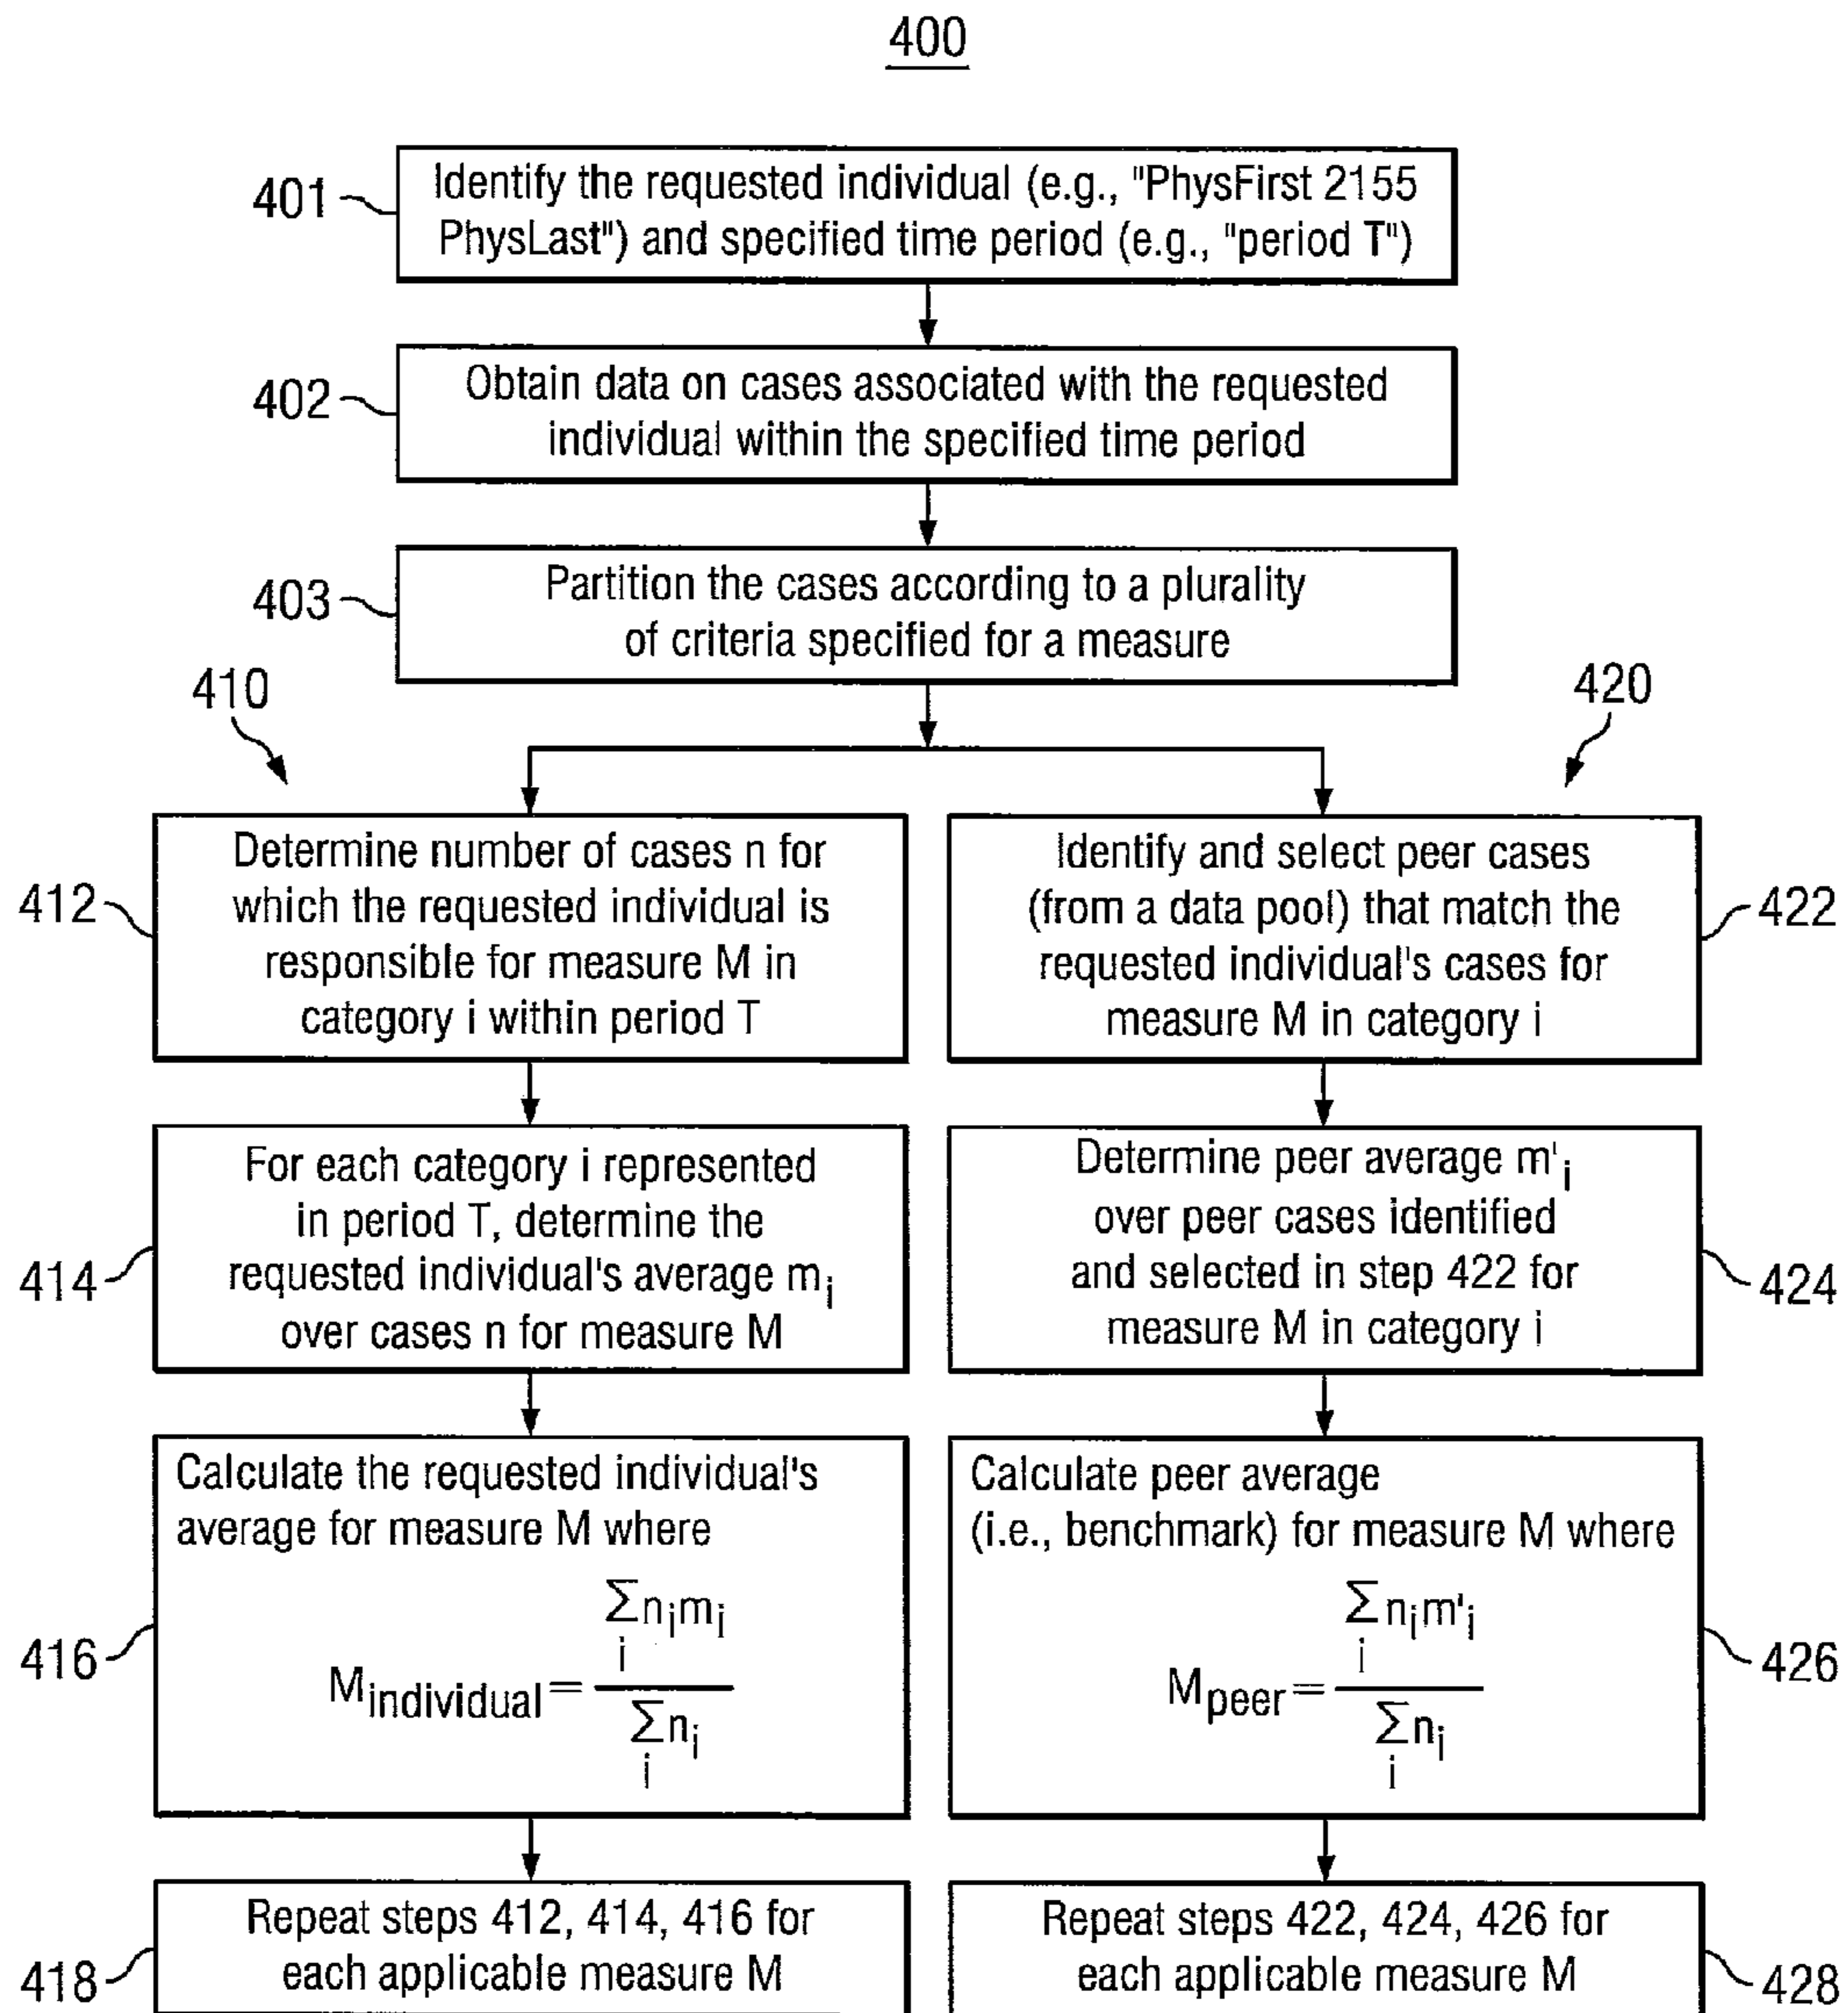 400
401
Identify the requested individual (e.g., "PhysFirst 2155
PhysLast") and specified time period (e.g., "period T")
402
Obtain data on cases associated with the requested
individual within the specified time period
403
Partition the cases according to a plurality
of criteria specified for a measure
410
420
412
Determine number of cases n for
which the requested individual is
responsible for measure M in
category i within period T
422
Identify and select peer cases
(from a data pool) that match the
requested individual's cases for
measure M in category i
414
For each category i represented
in period T, determine the
requested individual's average m_i
over cases n for measure M
424
Determine peer average m'_i
over peer cases identified
and selected in step 422 for
measure M in category i
416
Calculate the requested individual's
average for measure M where
M_individual = Σ_i n_i m_i / Σ_i n_i
426
Calculate peer average
(i.e., benchmark) for measure M where
M_peer = Σ_i n_i m'_i / Σ_i n_i
418
Repeat steps 412, 414, 416 for
each applicable measure M
428
Repeat steps 422, 424, 426 for
each applicable measure M